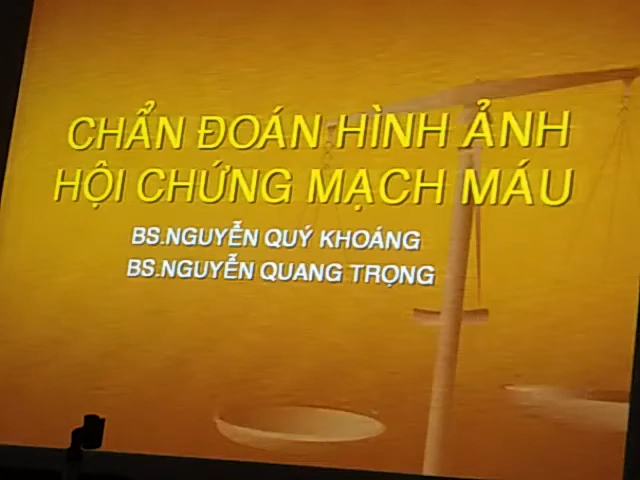 CHẨN ĐOÁN HÌNH ẢNH
HỘI CHỨNG MẠCH MÁU
BS.NGUYỄN QUÝ KHOÁNG
BS.NGUYỄN QUANG TRỌNG